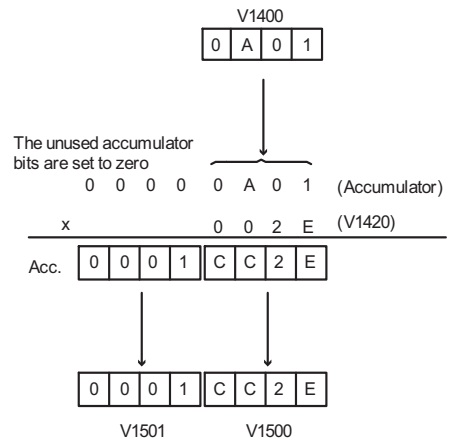 V1400
0 A 0 1
The unused accumulator
bits are set to zero
0 0 0 0 0 A 0 1 (Accumulator)
x 0 0 2 E (V1420)
Acc. 0 0 0 1 C C 2 E
0 0 0 1 C C 2 E
V1501 V1500